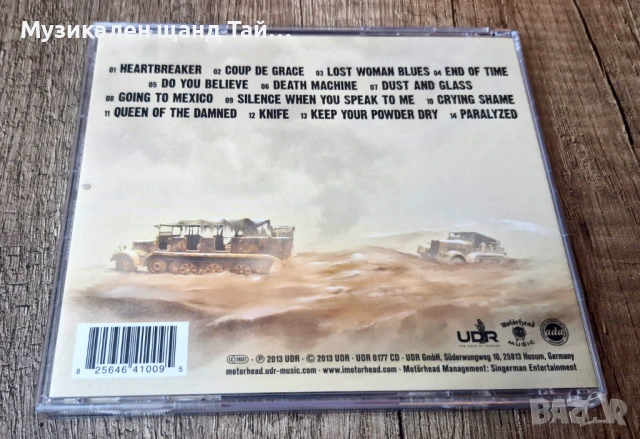 Музикален щанд Тай...
01 HEARTBREAKER 02 COUP DE GRACE 03 LOST WOMAN BLUES 04 END OF TIME
05 DO YOU BELIEVE 06 DEATH MACHINE 07 DUST AND GLASS
08 GOING TO MEXICO 09 SILENCE WHEN YOU SPEAK TO ME 10 CRYING SHAME
11 QUEEN OF THE DAMNED 12 KNIFE 13 KEEP YOUR POWDER DRY 14 PARALYZED
UDR
Motörhead
MUSIC
ada
8 25646 41009 5
℗ 2013 UDR · © 2013 UDR · UDR 0177 CD · UDR GmbH, Süderwungweg 16, 25813 Husum, Germany
motorhead.udr-music.com · www.imotorhead.com · Motörhead Management: Singerman Entertainment
BAZAR
bg